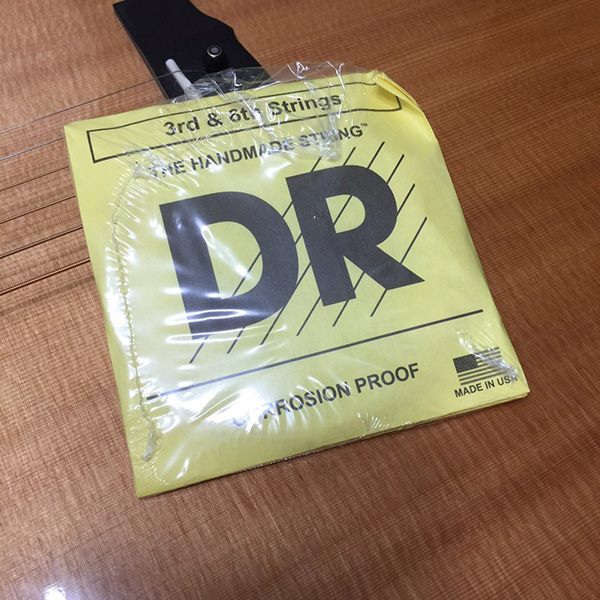 3rd & 6th Strings
THE HANDMADE STRING™
DR
CORROSION PROOF
MADE IN USA